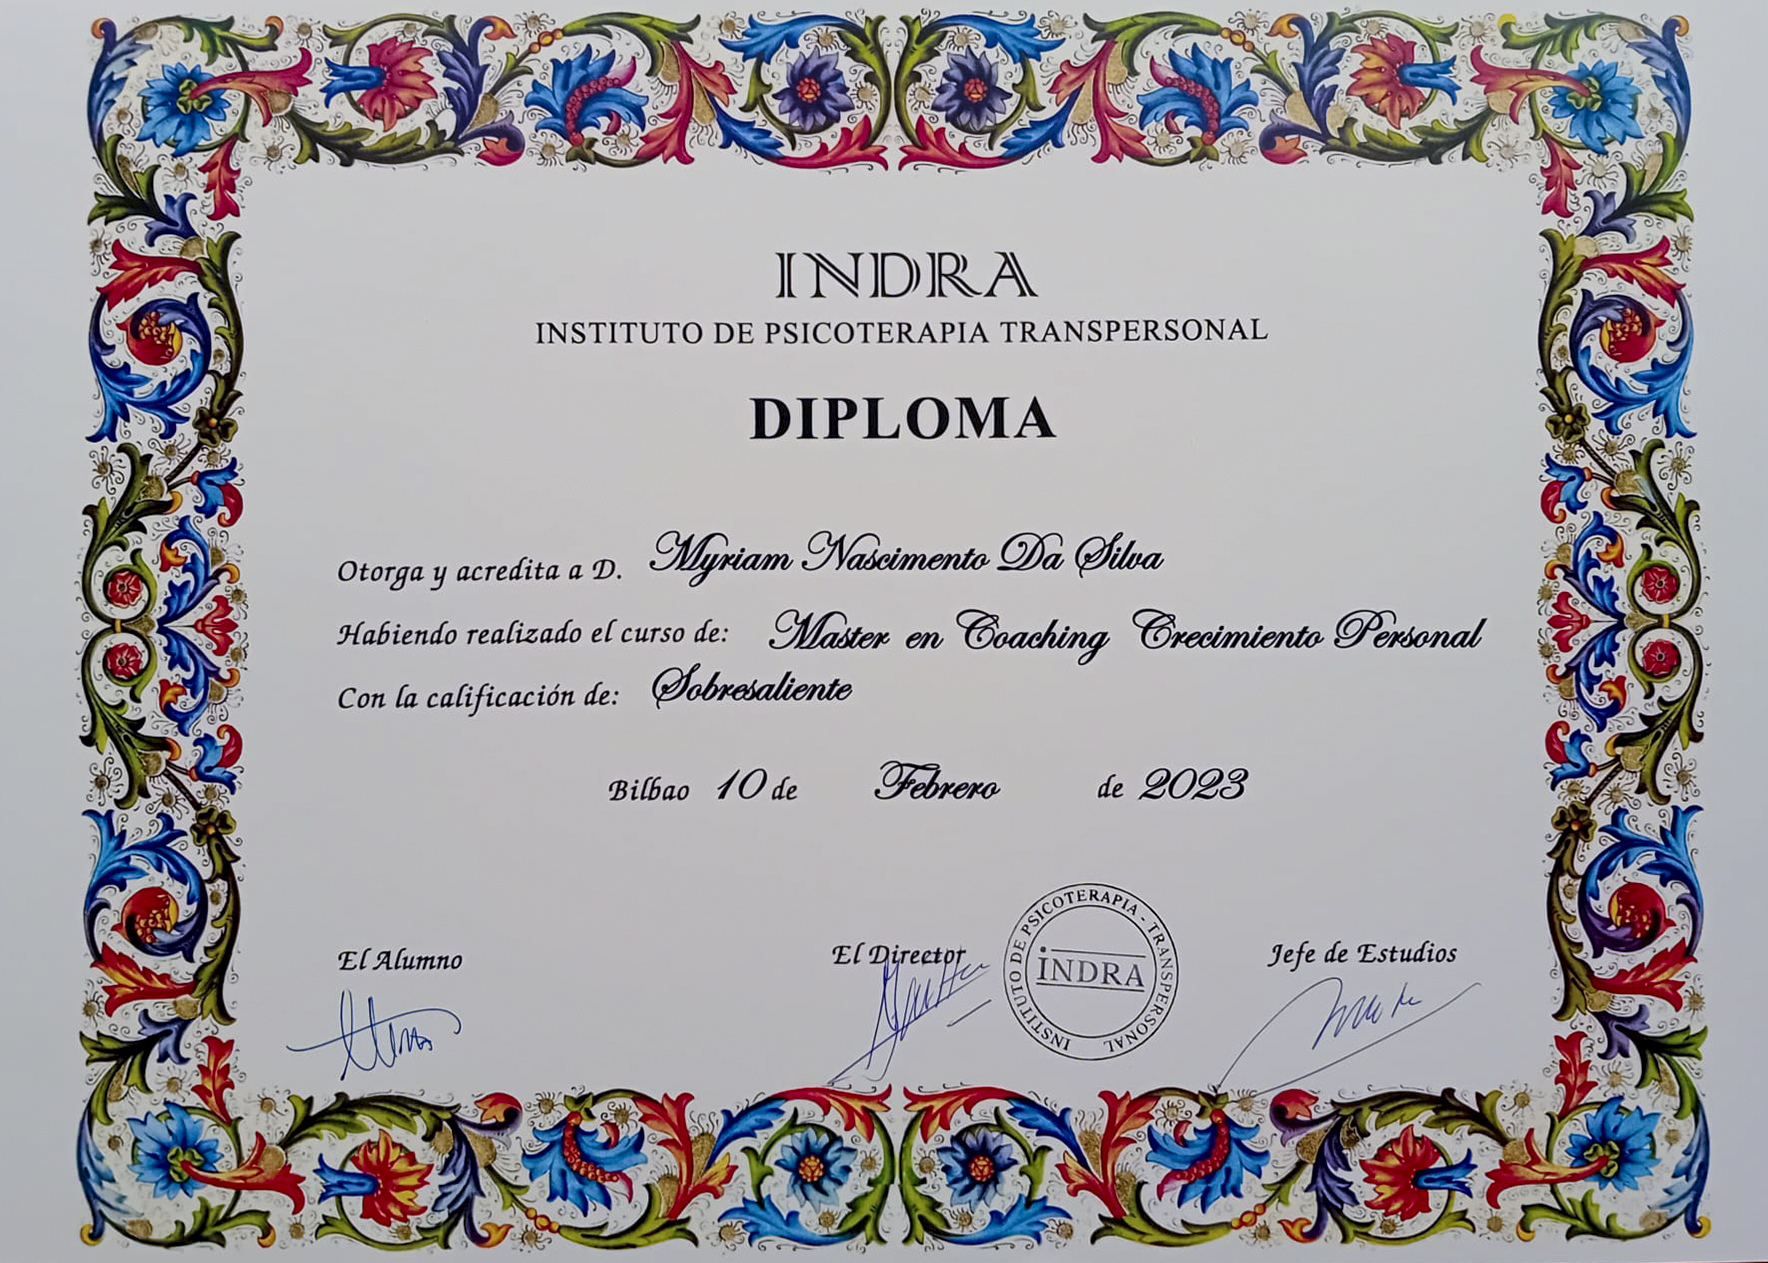 INDRA
INSTITUTO DE PSICOTERAPIA TRANSPERSONAL
DIPLOMA
Otorga y acredita a D. Myriam Nascimento Da Silva
Habiendo realizado el curso de: Master en Coaching Crecimiento Personal
Con la calificación de: Sobresaliente
Bilbao 10 de Febrero de 2023
El Alumno El Director Jefe de Estudios
INSTITUTO DE PSICOTERAPIA - TRANSPERSONAL
INDRA